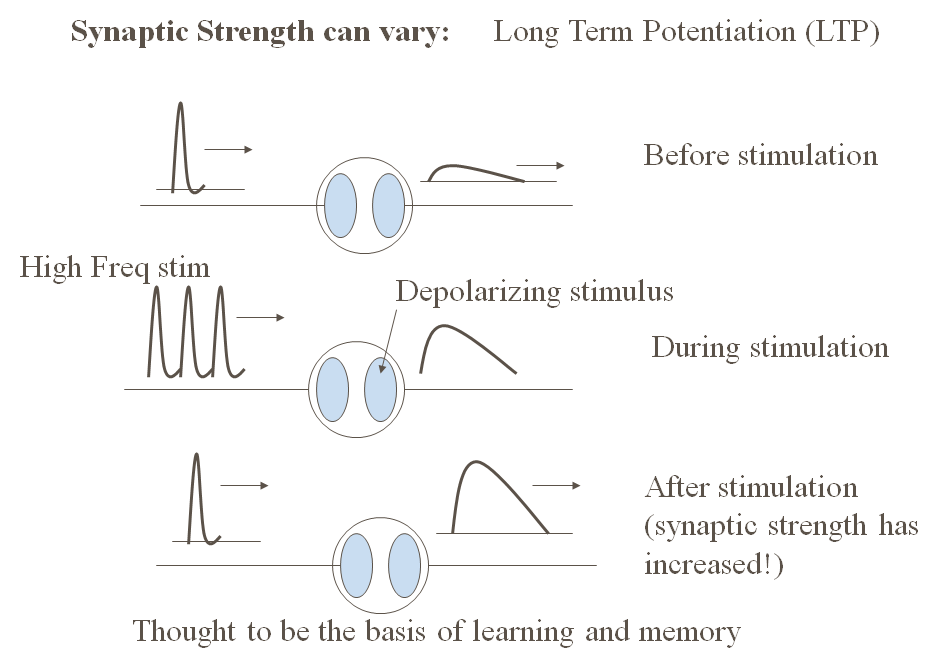 Synaptic Strength can vary: Long Term Potentiation (LTP)
Before stimulation
High Freq stim
Depolarizing stimulus
During stimulation
After stimulation
(synaptic strength has
increased!)
Thought to be the basis of learning and memory